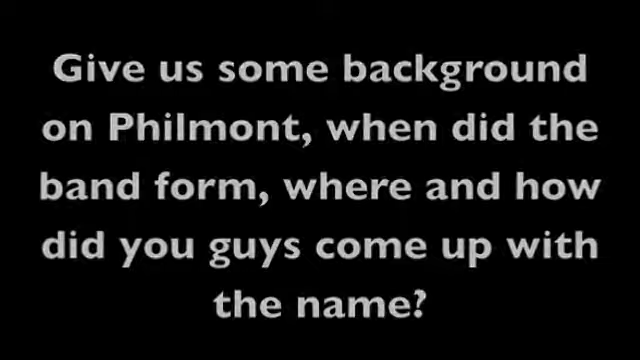 Give us some background
on Philmont, when did the
band form, where and how
did you guys come up with
the name?